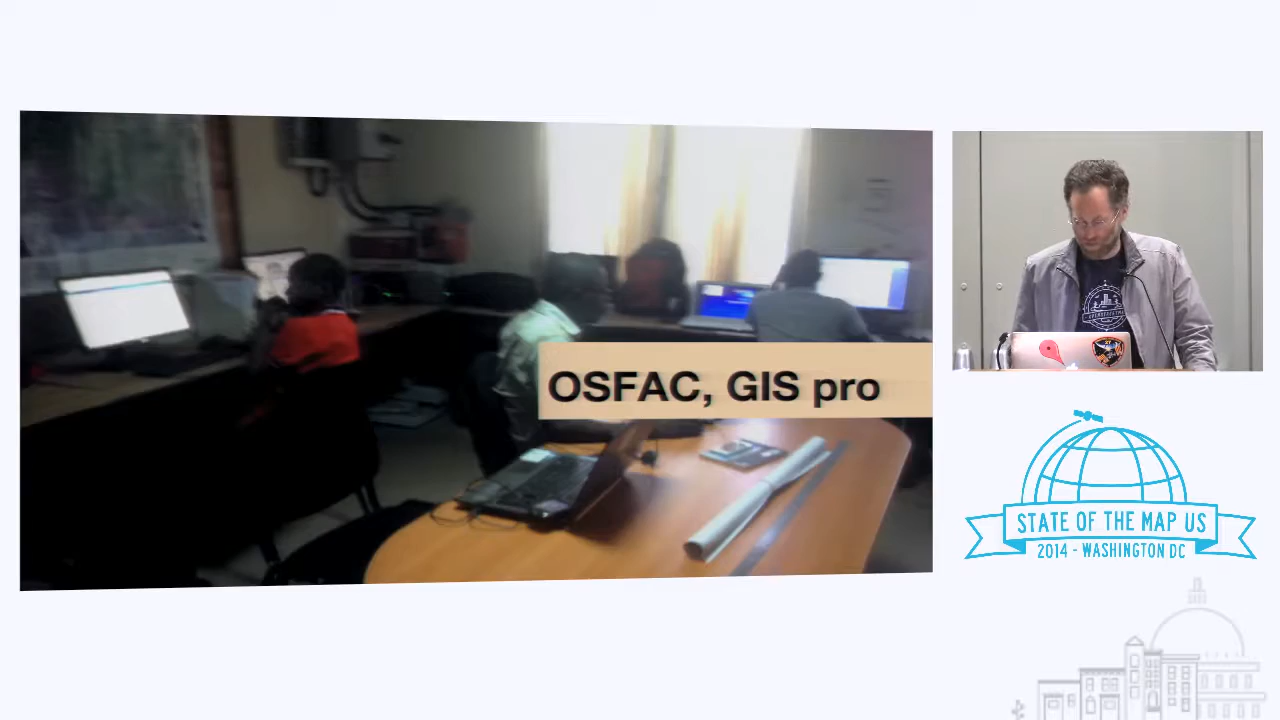 OSFAC, GIS pro
STATE OF THE MAP US
2014 - WASHINGTON DC